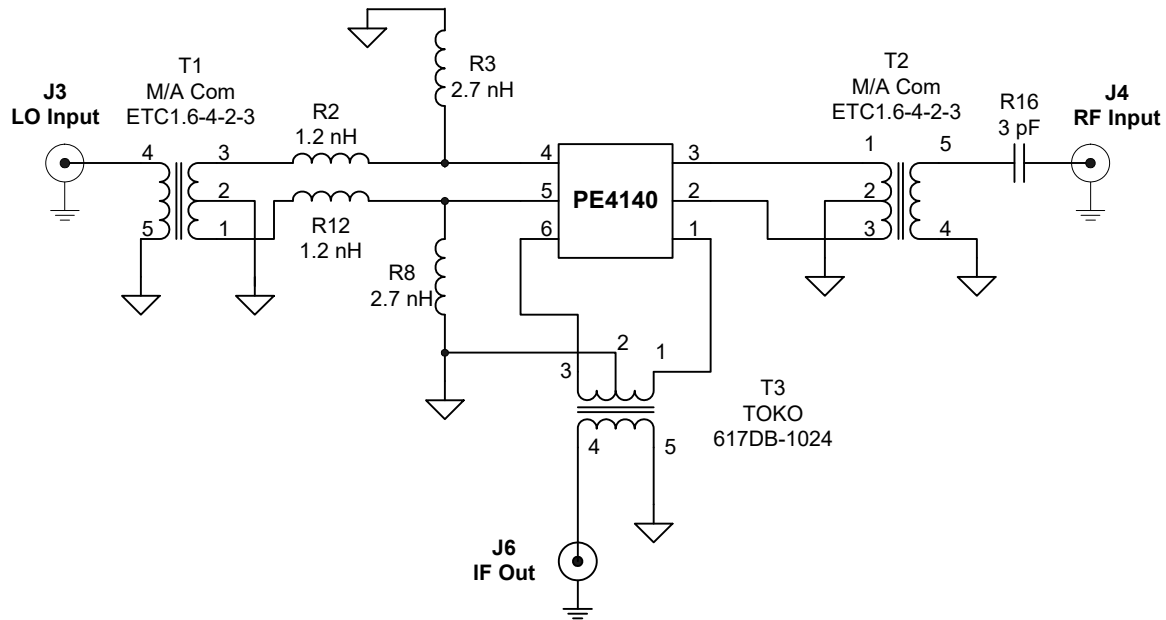 T1
M/A Com
ETC1.6-4-2-3
J3
LO Input
4
5
3
2
1
R2
1.2 nH
R12
1.2 nH
R3
2.7 nH
R8
2.7 nH
4
5
6
PE4140
3
2
1
T2
M/A Com
ETC1.6-4-2-3
1
2
3
5
4
R16
3 pF
J4
RF Input
2
1
3
4
5
T3
TOKO
617DB-1024
J6
IF Out